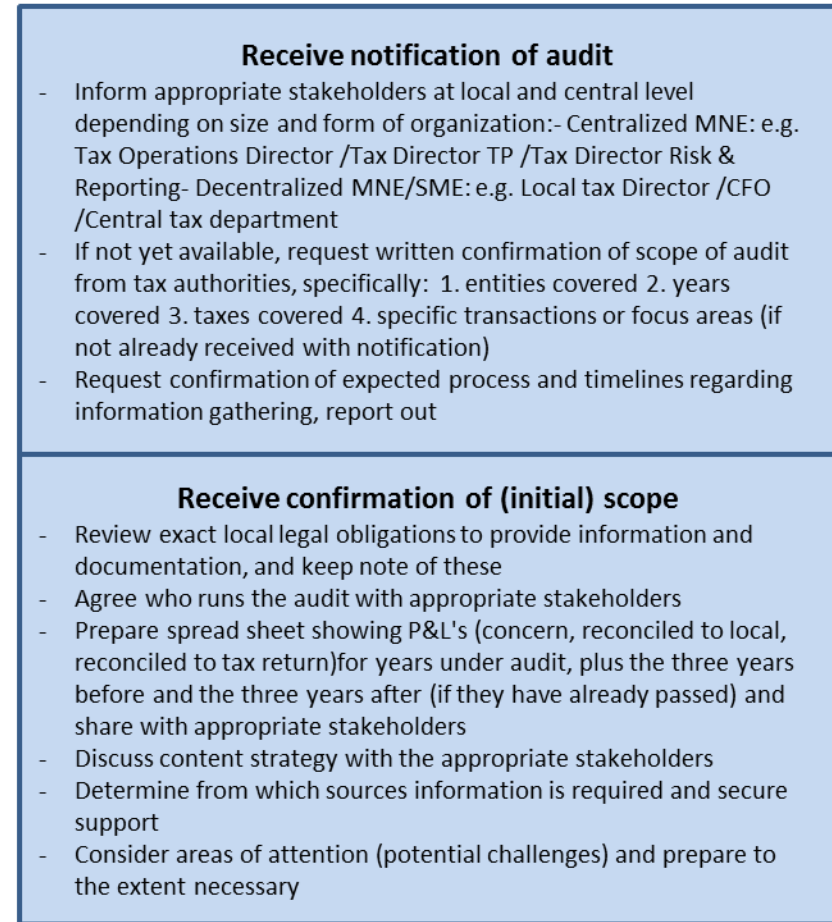 Receive notification of audit
- Inform appropriate stakeholders at local and central level
depending on size and form of organization:- Centralized MNE: e.g.
Tax Operations Director /Tax Director TP /Tax Director Risk &
Reporting- Decentralized MNE/SME: e.g. Local tax Director /CFO
/Central tax department
- If not yet available, request written confirmation of scope of audit
from tax authorities, specifically: 1. entities covered 2. years
covered 3. taxes covered 4. specific transactions or focus areas (if
not already received with notification)
- Request confirmation of expected process and timelines regarding
information gathering, report out
Receive confirmation of (initial) scope
- Review exact local legal obligations to provide information and
documentation, and keep note of these
- Agree who runs the audit with appropriate stakeholders
- Prepare spread sheet showing P&L's (concern, reconciled to local,
reconciled to tax return)for years under audit, plus the three years
before and the three years after (if they have already passed) and
share with appropriate stakeholders
- Discuss content strategy with the appropriate stakeholders
- Determine from which sources information is required and secure
support
- Consider areas of attention (potential challenges) and prepare to
the extent necessary